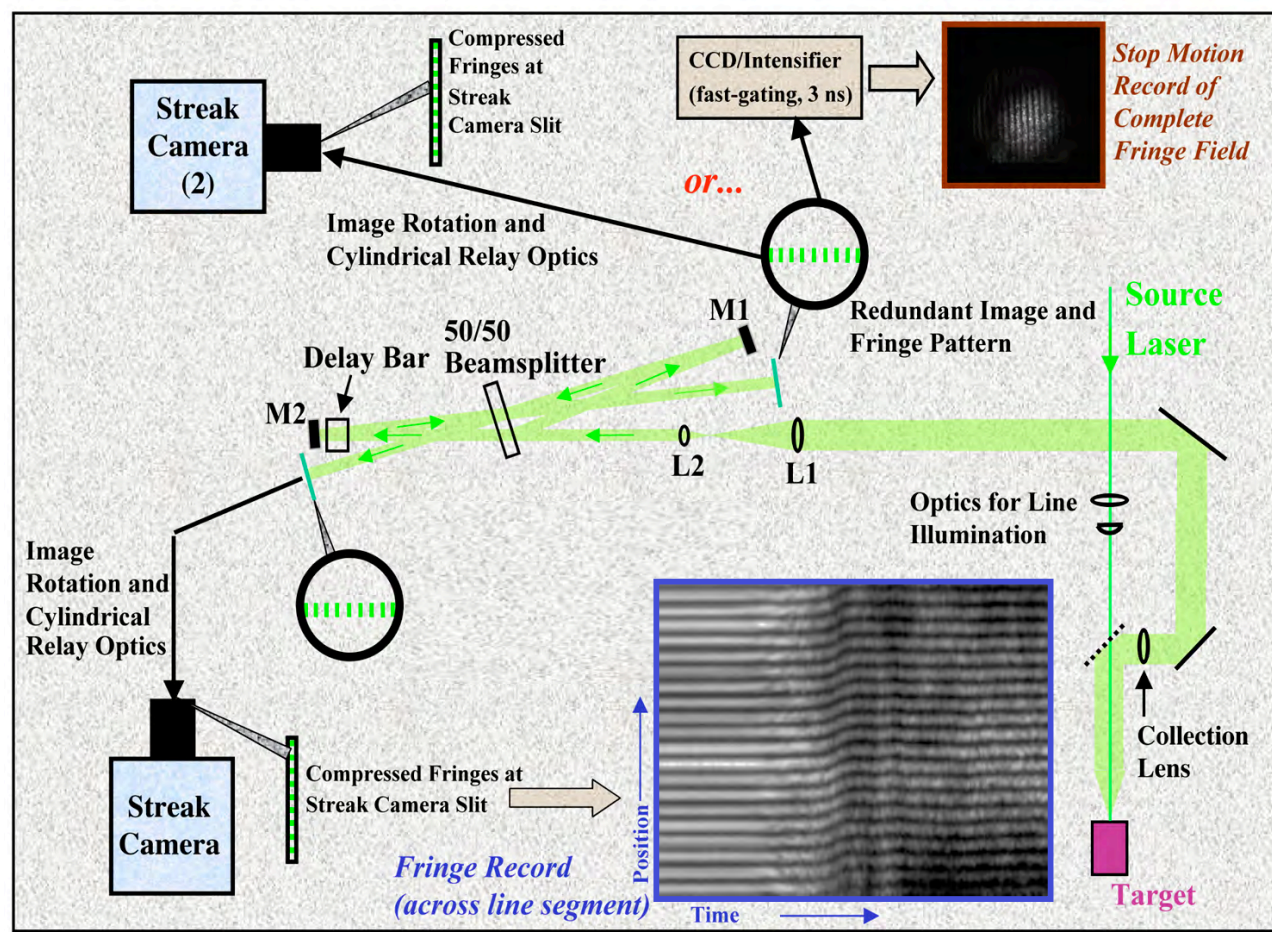 Compressed
Fringes at
Streak
Camera Slit
Streak
Camera
(2)
CCD/Intensifier
(fast-gating, 3 ns)
Stop Motion
Record of
Complete
Fringe Field
or...
Image Rotation and
Cylindrical Relay Optics
Redundant Image and
Fringe Pattern
Source
Laser
M1
50/50
Beamsplitter
Delay Bar
M2
L2
L1
Optics for Line
Illumination
Image
Rotation and
Cylindrical
Relay Optics
Collection
Lens
Compressed Fringes at
Streak Camera Slit
Streak
Camera
Position
Fringe Record
(across line segment)
Time
Target